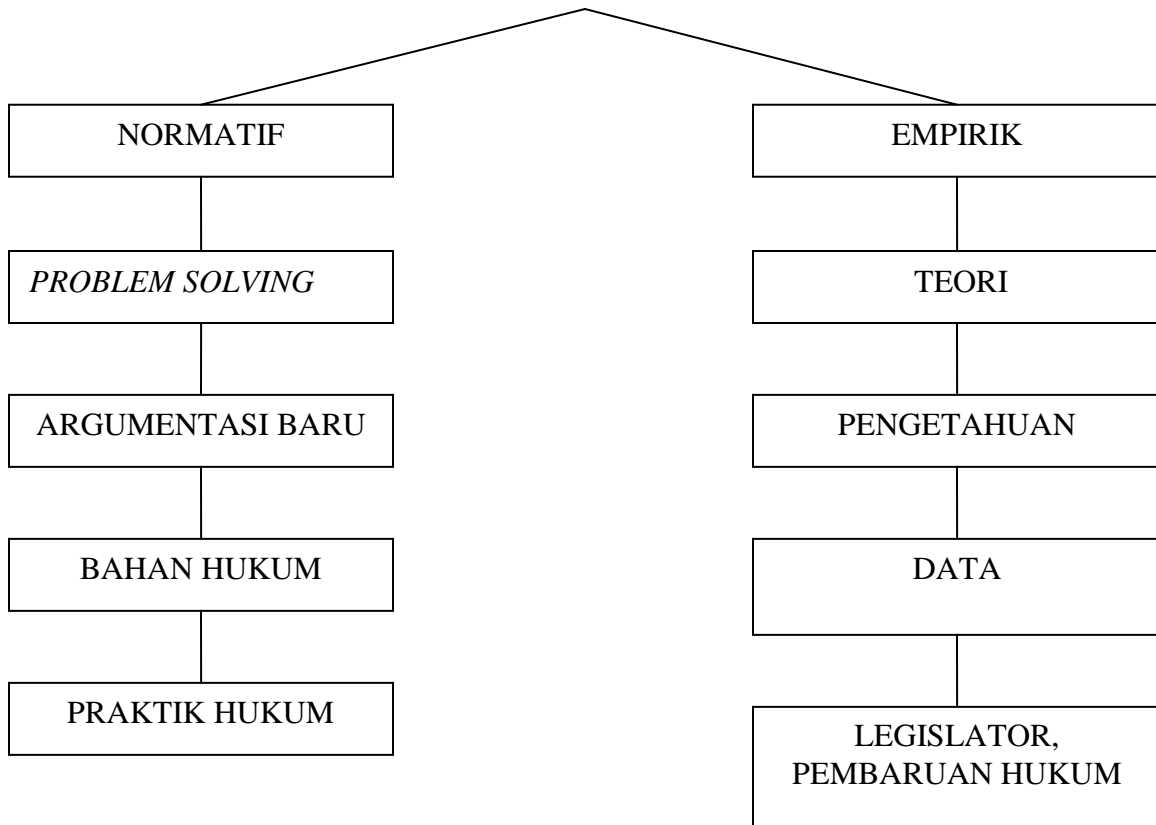 NORMATIF
EMPIRIK
PROBLEM SOLVING
TEORI
ARGUMENTASI BARU
PENGETAHUAN
BAHAN HUKUM
DATA
PRAKTIK HUKUM
LEGISLATOR,
PEMBARUAN HUKUM